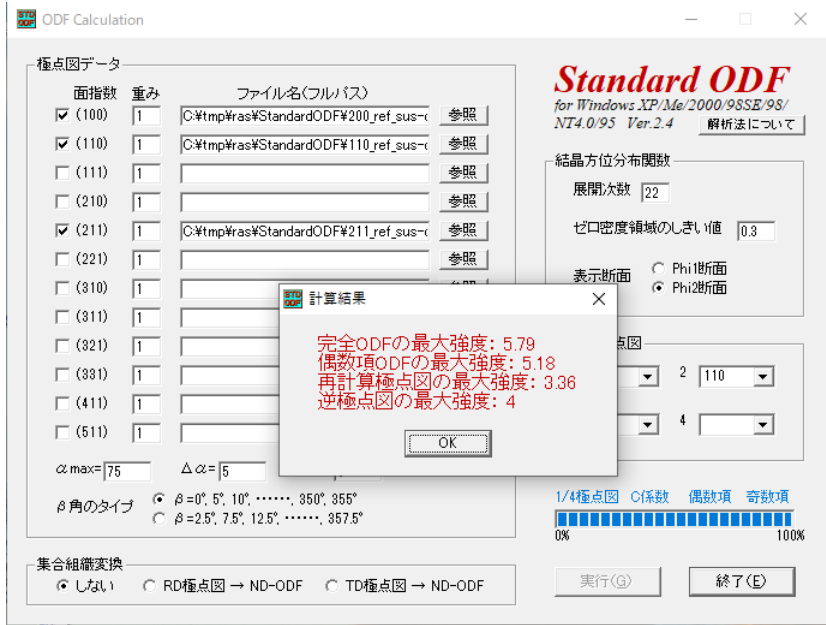 STD ODF ODF Calculation
極点図データ
面指数 重み ファイル名(フルパス)
(100) 1 C:¥tmp¥ras¥StandardODF¥200_ref_sus-c 参照
(110) 1 C:¥tmp¥ras¥StandardODF¥110_ref_sus-c 参照
(111) 1 参照
(210) 1 参照
(211) 1 C:¥tmp¥ras¥StandardODF¥211_ref_sus-c 参照
(221) 1 参照
(310) 1
(311) 1
(321) 1
(331) 1
(411) 1
(511) 1
αmax= 75 Δα= 5
β角のタイプ
β=0°, 5°, 10°, ……, 350°, 355°
β=2.5°, 7.5°, 12.5°, ……, 357.5°
集合組織変換
しない RD極点図 → ND-ODF TD極点図 → ND-ODF
Standard ODF
for Windows XP/Me/2000/98SE/98/
NT4.0/95 Ver.2.4 解析法について
結晶方位分布関数
展開次数 22
ゼロ密度領域のしきい値 0.3
表示断面
Phi1断面
Phi2断面
点図
2 110
4
1/4極点図 C係数 偶数項 奇数項
0% 100%
実行(G) 終了(E)
STD ODF 計算結果
完全ODFの最大強度: 5.79
偶数項ODFの最大強度: 5.18
再計算極点図の最大強度: 3.36
逆極点図の最大強度: 4
OK